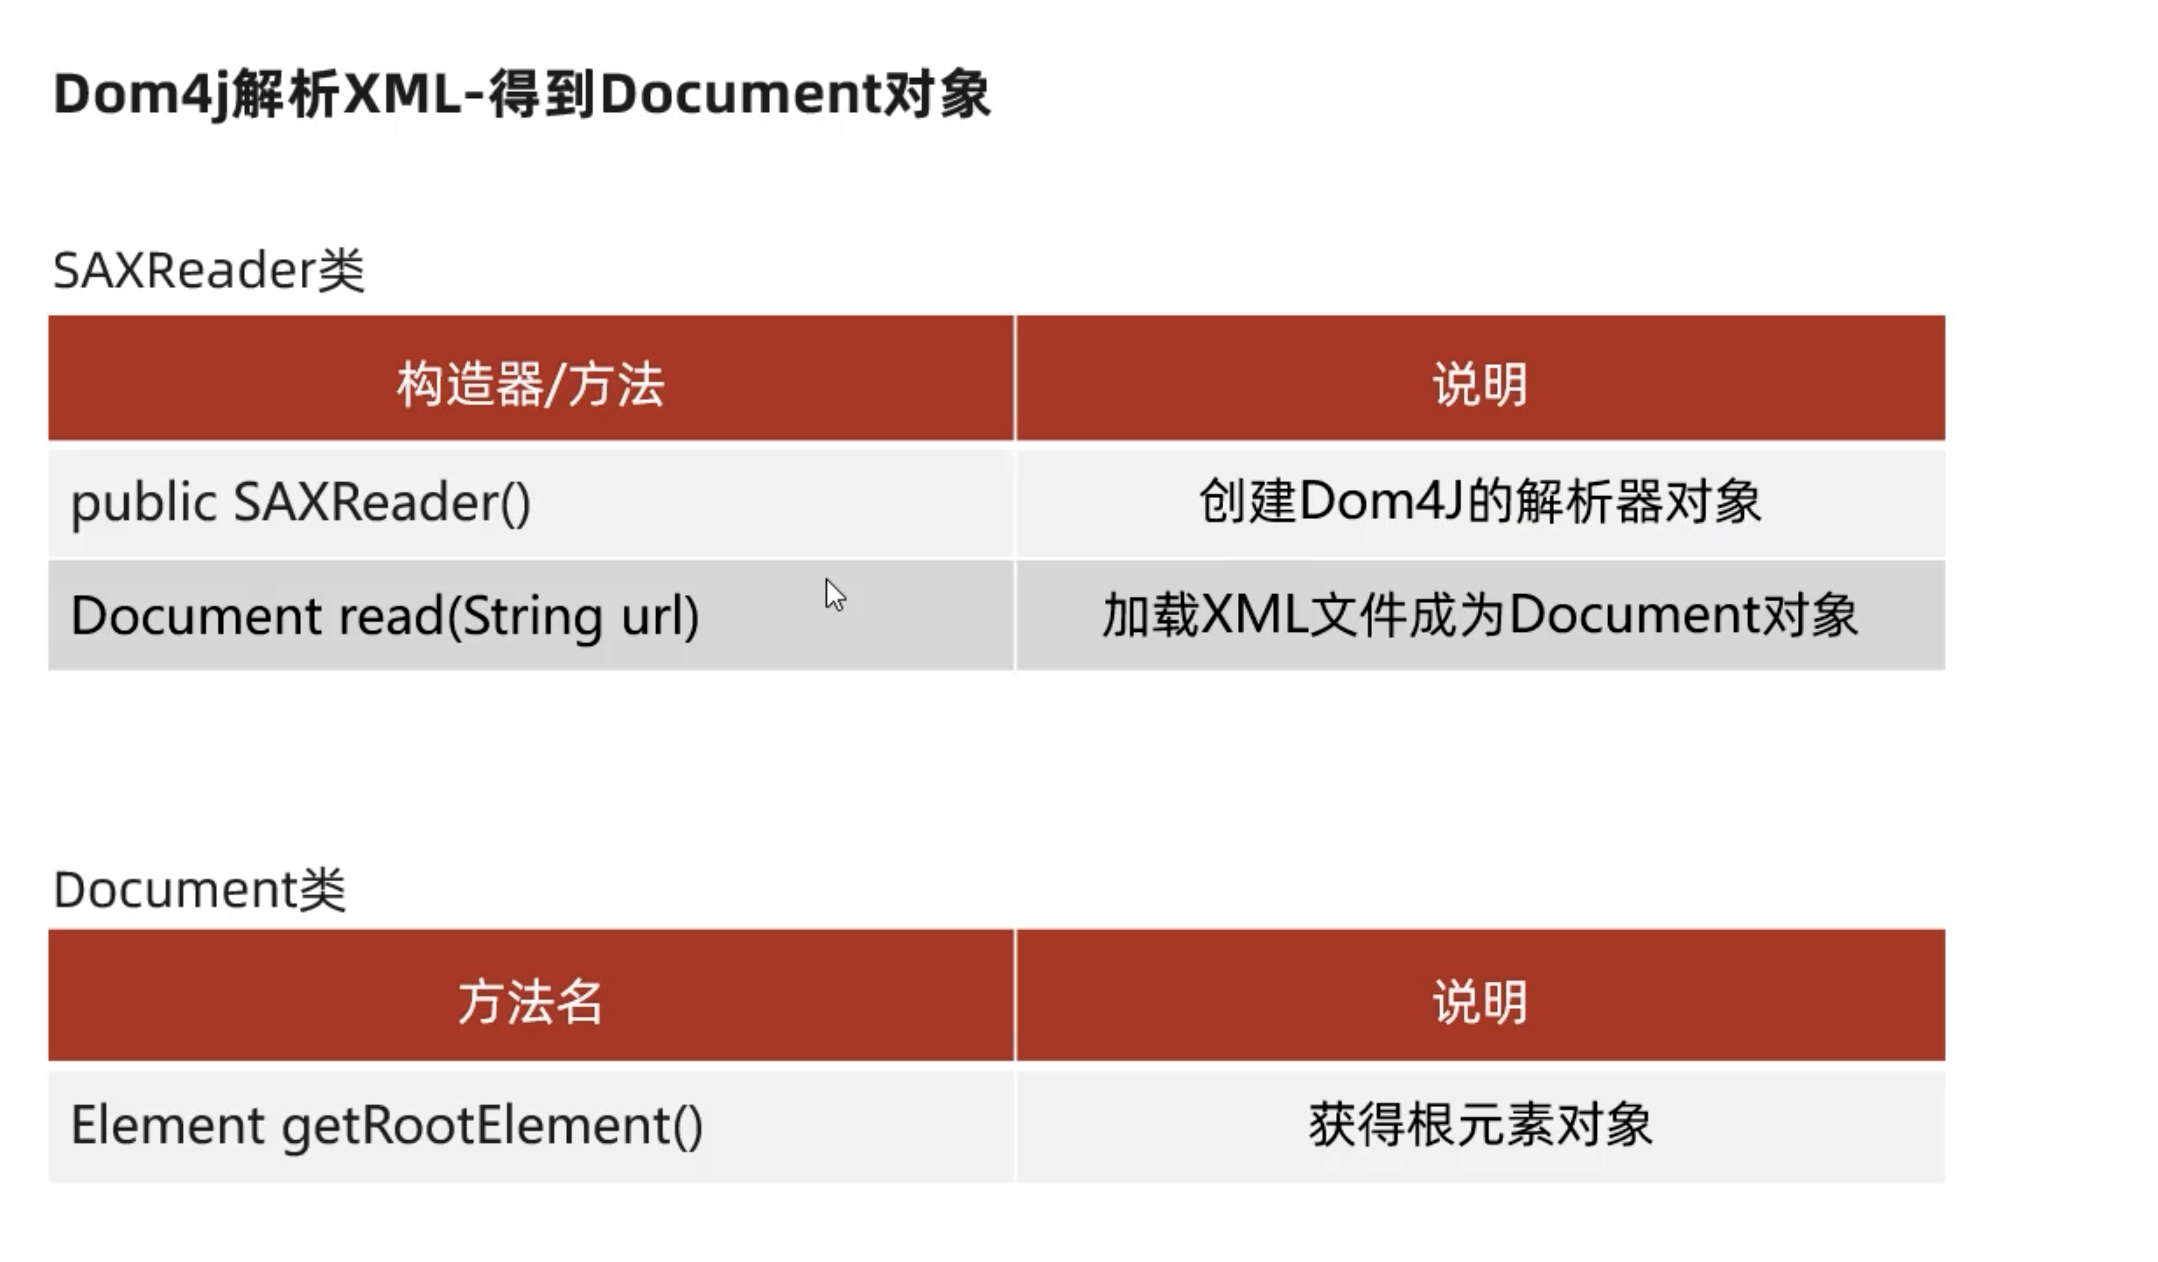 Dom4j解析XML-得到Document对象
SAXReader类
构造器/方法 说明
public SAXReader() 创建Dom4J的解析器对象
Document read(String url) 加载XML文件成为Document对象
Document类
方法名 说明
Element getRootElement() 获得根元素对象